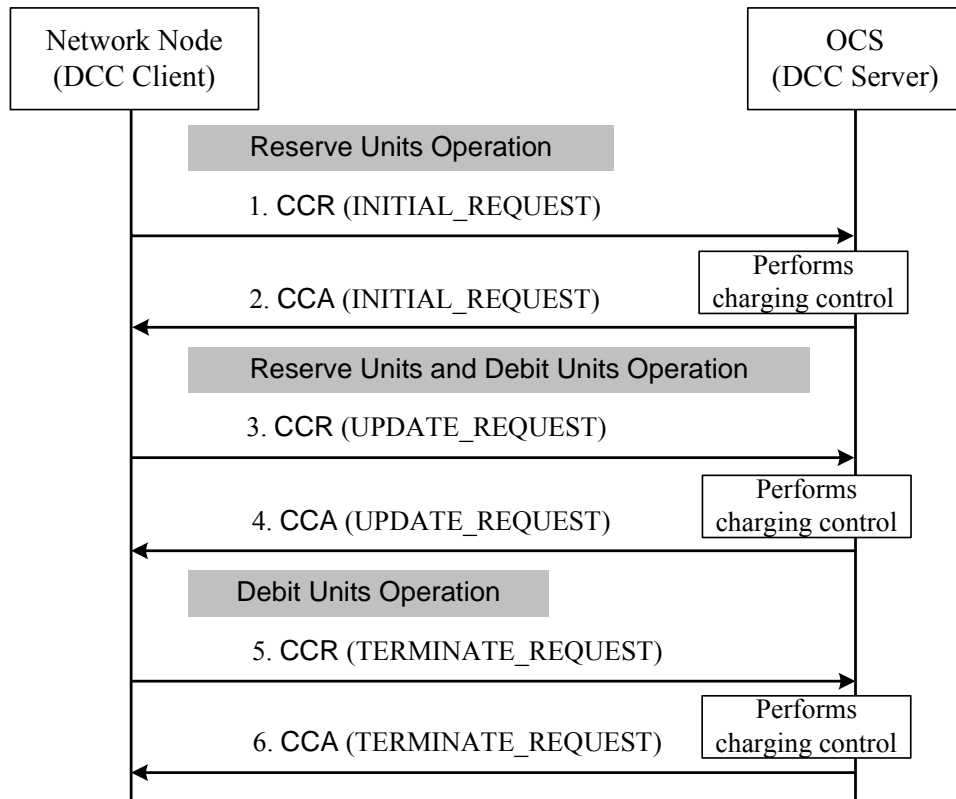 Network Node
(DCC Client)
OCS
(DCC Server)
Reserve Units Operation
1. CCR (INITIAL_REQUEST)
Performs
charging control
2. CCA (INITIAL_REQUEST)
Reserve Units and Debit Units Operation
3. CCR (UPDATE_REQUEST)
Performs
charging control
4. CCA (UPDATE_REQUEST)
Debit Units Operation
5. CCR (TERMINATE_REQUEST)
Performs
charging control
6. CCA (TERMINATE_REQUEST)